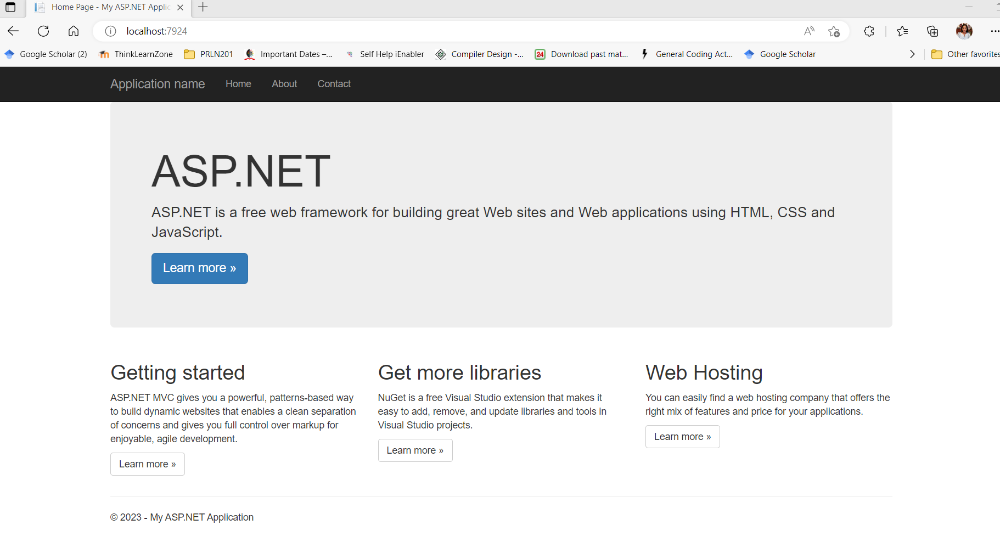 Home Page - My ASP.NET Applic
localhost:7924
Google Scholar (2) ThinkLearnZone PRLN201 Important Dates –... Self Help iEnabler Compiler Design -... 24 Download past mat... General Coding Act... Google Scholar Other favorites
Application name Home About Contact
ASP.NET
ASP.NET is a free web framework for building great Web sites and Web applications using HTML, CSS and
JavaScript.
Learn more »
Getting started
ASP.NET MVC gives you a powerful, patterns-based way
to build dynamic websites that enables a clean separation
of concerns and gives you full control over markup for
enjoyable, agile development.
Learn more »
Get more libraries
NuGet is a free Visual Studio extension that makes it
easy to add, remove, and update libraries and tools in
Visual Studio projects.
Learn more »
Web Hosting
You can easily find a web hosting company that offers the
right mix of features and price for your applications.
Learn more »
© 2023 - My ASP.NET Application